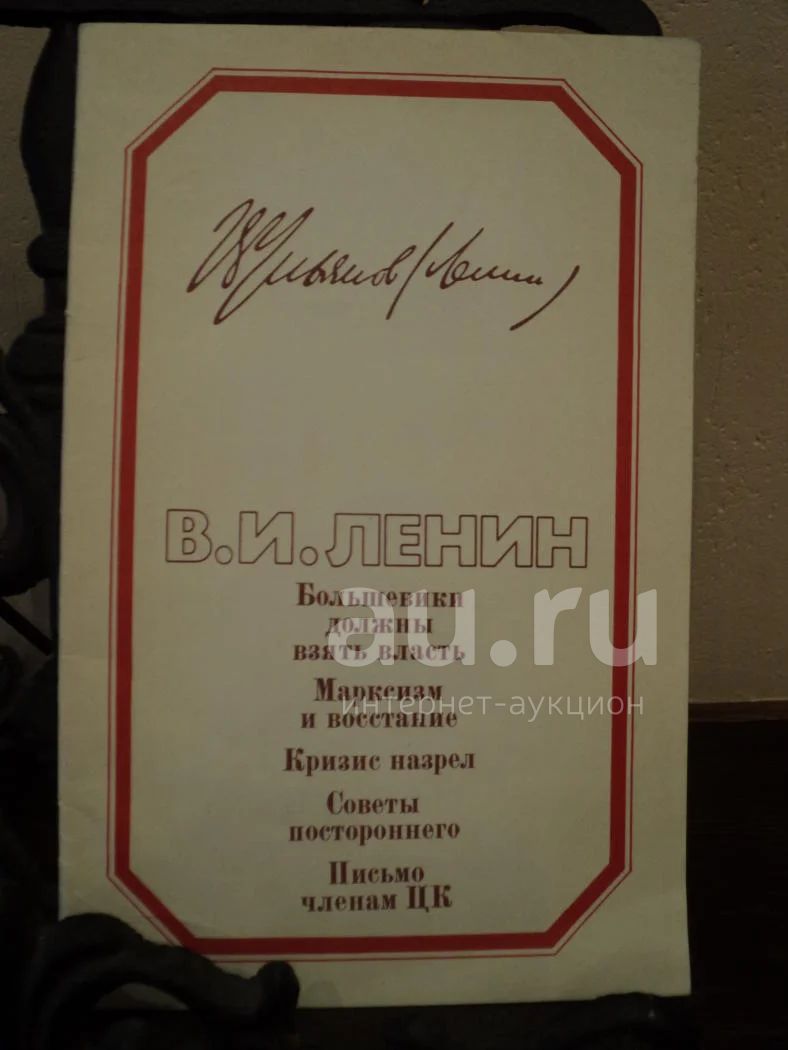 В Ульянов (Ленин)
В.И.ЛЕНИН
Большевики
должны
взять власть
Марксизм
и восстание
Кризис назрел
Советы
постороннего
Письмо
членам ЦК
au.ru
интернет-аукцион